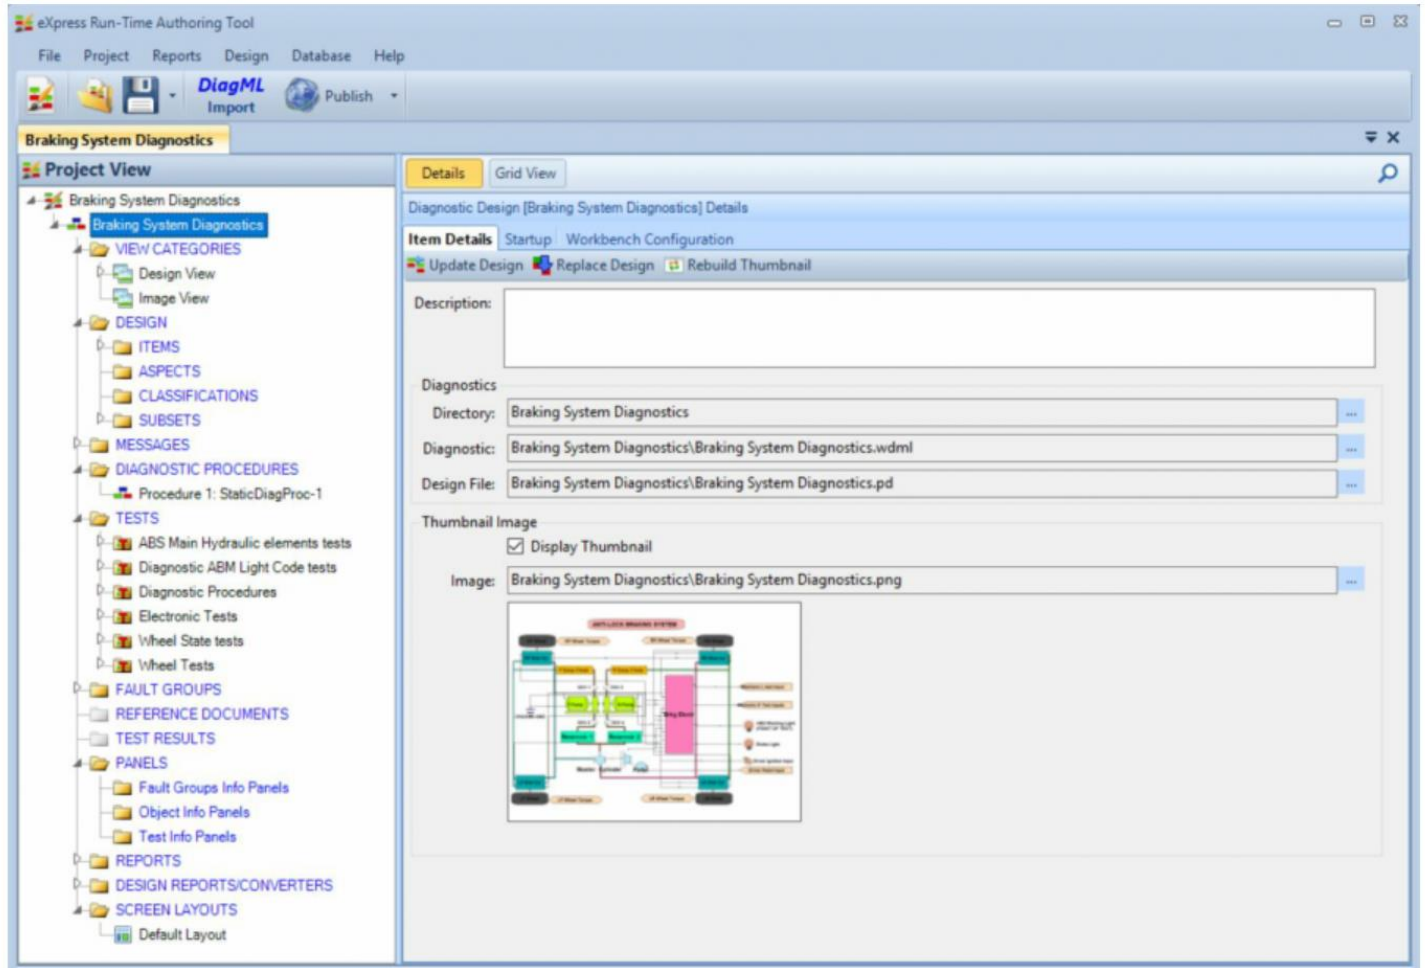 eXpress Run-Time Authoring Tool
File Project Reports Design Database Help
DiagML
Import
Publish
Braking System Diagnostics
Project View
Braking System Diagnostics
Braking System Diagnostics
VIEW CATEGORIES
Design View
Image View
DESIGN
ITEMS
ASPECTS
CLASSIFICATIONS
SUBSETS
MESSAGES
DIAGNOSTIC PROCEDURES
Procedure 1: StaticDiagProc-1
TESTS
ABS Main Hydraulic elements tests
Diagnostic ABM Light Code tests
Diagnostic Procedures
Electronic Tests
Wheel State tests
Wheel Tests
FAULT GROUPS
REFERENCE DOCUMENTS
TEST RESULTS
PANELS
Fault Groups Info Panels
Object Info Panels
Test Info Panels
REPORTS
DESIGN REPORTS/CONVERTERS
SCREEN LAYOUTS
Default Layout
Details Grid View
Diagnostic Design [Braking System Diagnostics] Details
Item Details Startup Workbench Configuration
Update Design Replace Design Rebuild Thumbnail
Description:
Diagnostics
Directory: Braking System Diagnostics ...
Diagnostic: Braking System Diagnostics\Braking System Diagnostics.wdml ...
Design File: Braking System Diagnostics\Braking System Diagnostics.pd ...
Thumbnail Image
Display Thumbnail
Image: Braking System Diagnostics\Braking System Diagnostics.png ...
ANTI-LOCK BRAKING SYSTEM